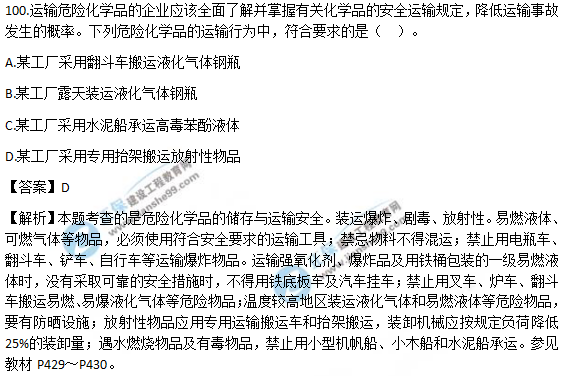 100.运输危险化学品的企业应该全面了解并掌握有关化学品的安全运输规定，降低运输事故
发生的概率。下列危险化学品的运输行为中，符合要求的是（　）。
A.某工厂采用翻斗车搬运液化气体钢瓶
B.某工厂露天装运液化气体钢瓶
C.某工厂采用水泥船承运高毒苯酚液体
D.某工厂采用专用抬架搬运放射性物品
【答案】D
【解析】本题考查的是危险化学品的储存与运输安全。装运爆炸、剧毒、放射性。易燃液体、
可燃气体等物品，必须使用符合安全要求的运输工具；禁忌物料不得混运；禁止用电瓶车、
翻斗车、铲车、自行车等运输爆炸物品。运输强氧化剂，爆炸品及用铁桶包装的一级易燃液
体时，没有采取可靠的安全措施时，不得用铁底板车及汽车挂车；禁止用叉车、炉车、翻斗
车搬运易燃、易爆液化气体等危险物品；温度较高地区装运液化气体和易燃液体等危险物品，
要有防晒设施；放射性物品应用专用运输搬运车和抬架搬运，装卸机械应按规定负荷降低
25%的装卸量；遇水燃烧物品及有毒物品，禁止用小型机帆船、小木船和水泥船承运。参见
教材 P429～P430。
建设工程教育网